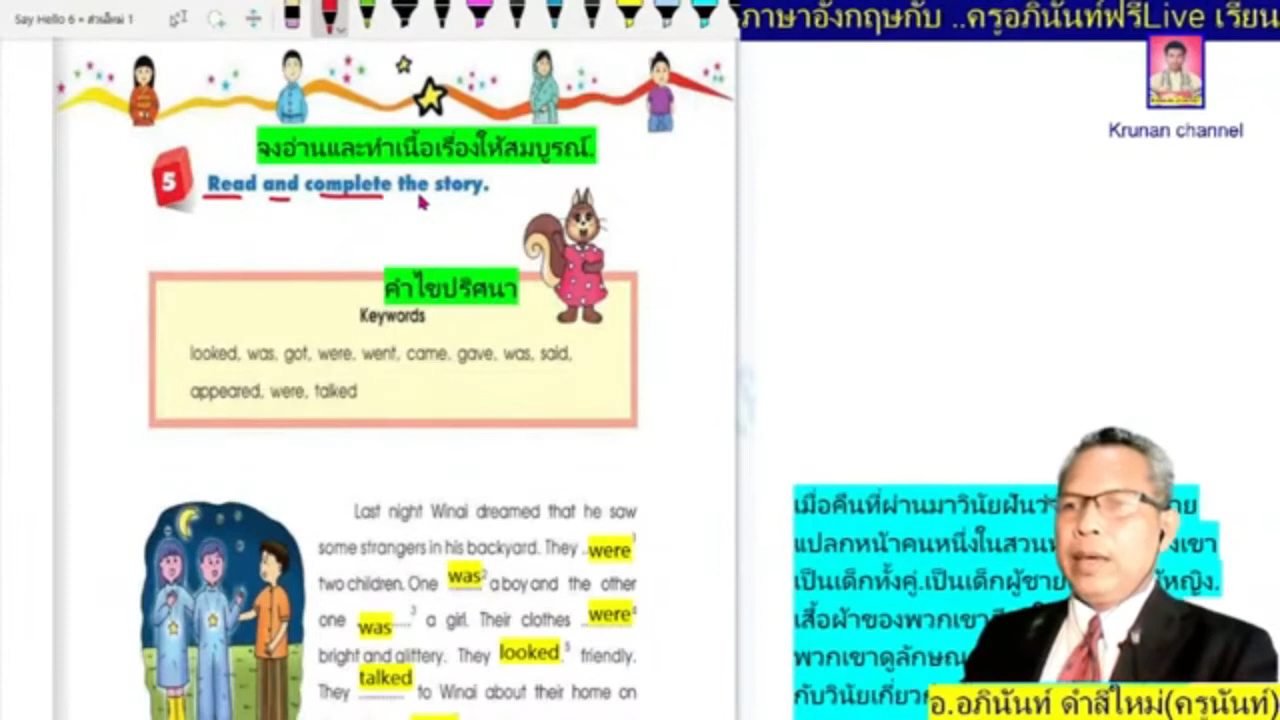 Say Hello 6 • ส่วนใหม่ 1
ภาษาอังกฤษกับ ..ครูอภินันท์ฟรีLive เรียน
Krunan channel
จงอ่านและทำเนื้อเรื่องให้สมบูรณ์.
5 Read and complete the story.
คำไขปริศนา
Keywords
looked, was, got, were, went, came, gave, was, said,
appeared, were, talked
Last night Winai dreamed that he saw
some strangers in his backyard. They were 1
two children. One was 2 a boy and the other
one was 3 a girl. Their clothes were 4
bright and glittery. They looked 5 friendly.
They talked to Winai about their home on
เมื่อคืนที่ผ่านมาวินัยฝันว่า
แปลกหน้าคนหนึ่งในสวน
เป็นเด็กทั้งคู่.เป็นเด็กผู้ชาย
เสื้อผ้าของพวกเขา
พวกเขาดูลักษณ
กับวินัยเกี่ยว
อ.อภินันท์ ดำสีใหม่(ครูนันท์)